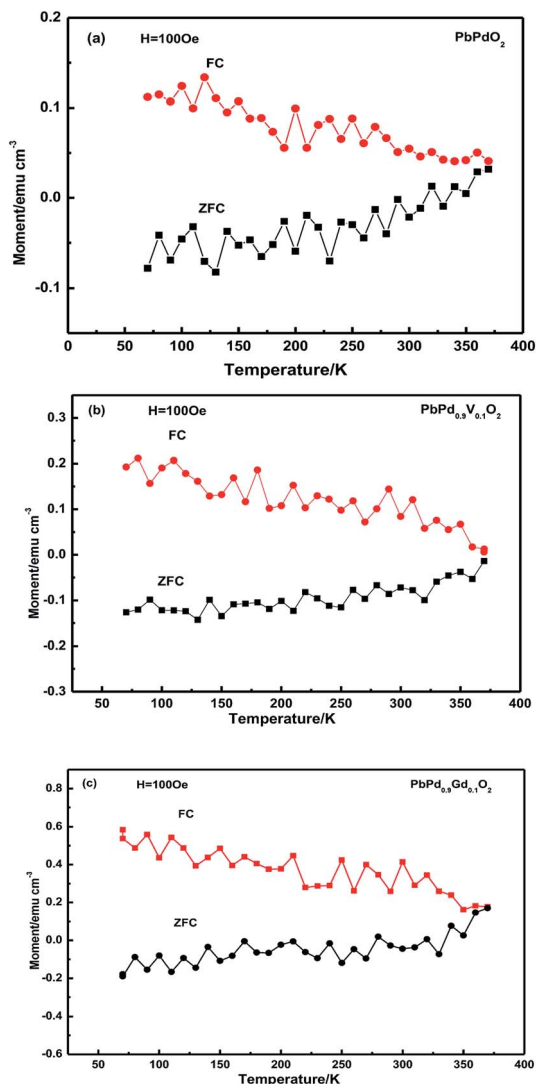 0.2
(a)
H=100Oe
PbPdO2
FC
0.1
0.0
ZFC
-0.1
Moment/emu cm-3
0 50 100 150 200 250 300 350 400
Temperature/K
0.3
(b)
H=100Oe
PbPd0.9V0.1O2
FC
0.2
0.1
0.0
ZFC
-0.1
-0.2
-0.3
Moment/emu cm-3
50 100 150 200 250 300 350 400
Temperature/K
0.8
(c)
H=100Oe
PbPd0.9Gd0.1O2
FC
0.6
0.4
0.2
ZFC
0.0
-0.2
-0.4
-0.6
Moment/emu cm-3
50 100 150 200 250 300 350 400
Temperature/K